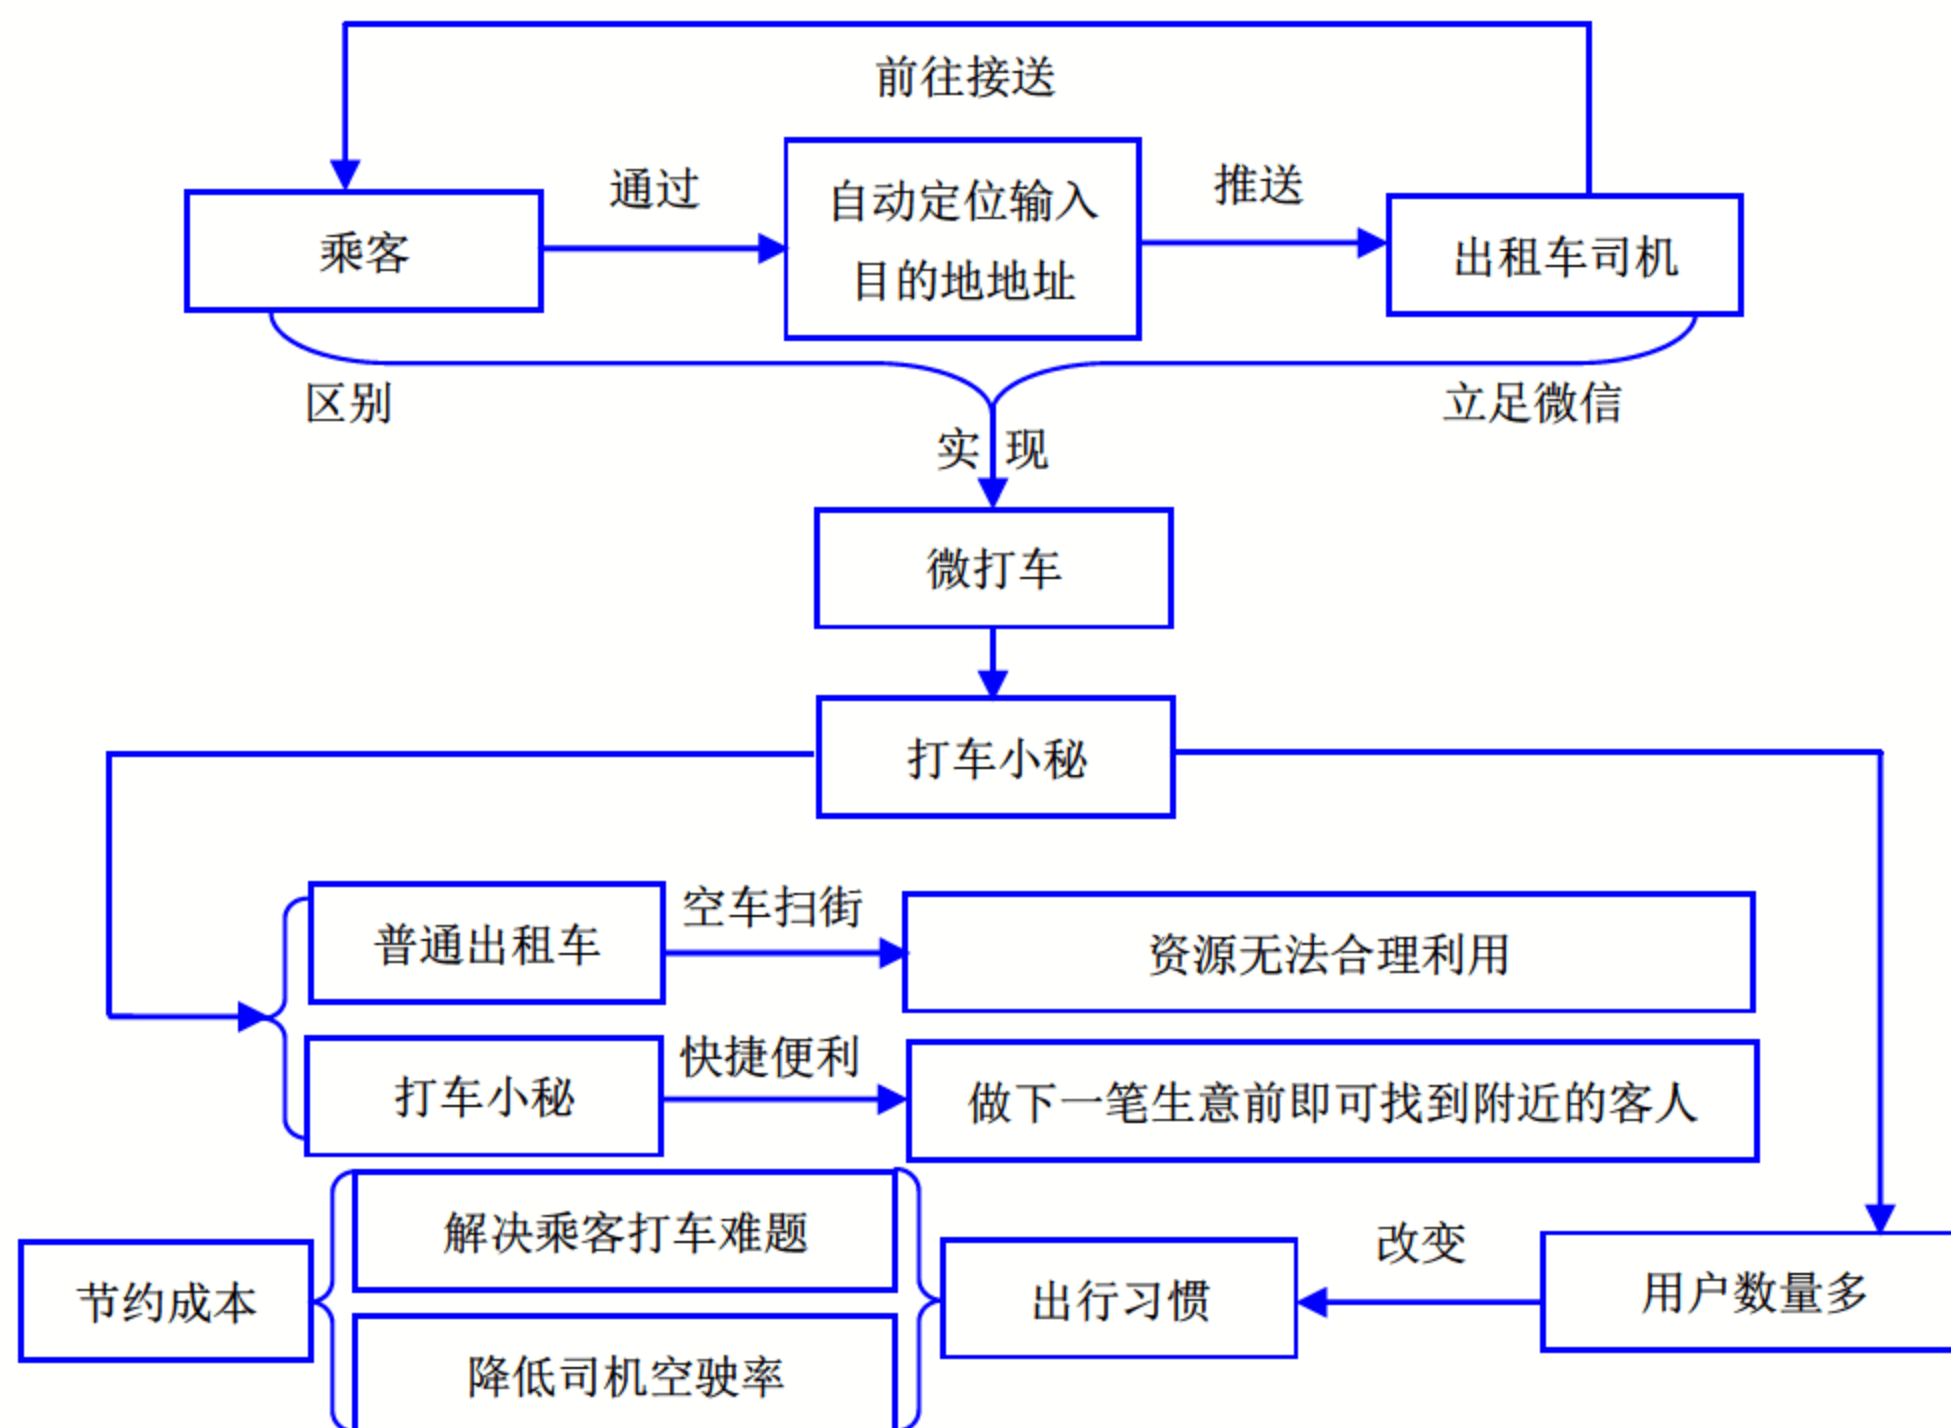 前往接送
通过
推送
乘客
自动定位输入
目的地地址
出租车司机
区别
立足微信
实现
微打车
打车小秘
普通出租车
空车扫街
资源无法合理利用
打车小秘
快捷便利
做下一笔生意前即可找到附近的客人
解决乘客打车难题
节约成本
降低司机空驶率
出行习惯
改变
用户数量多